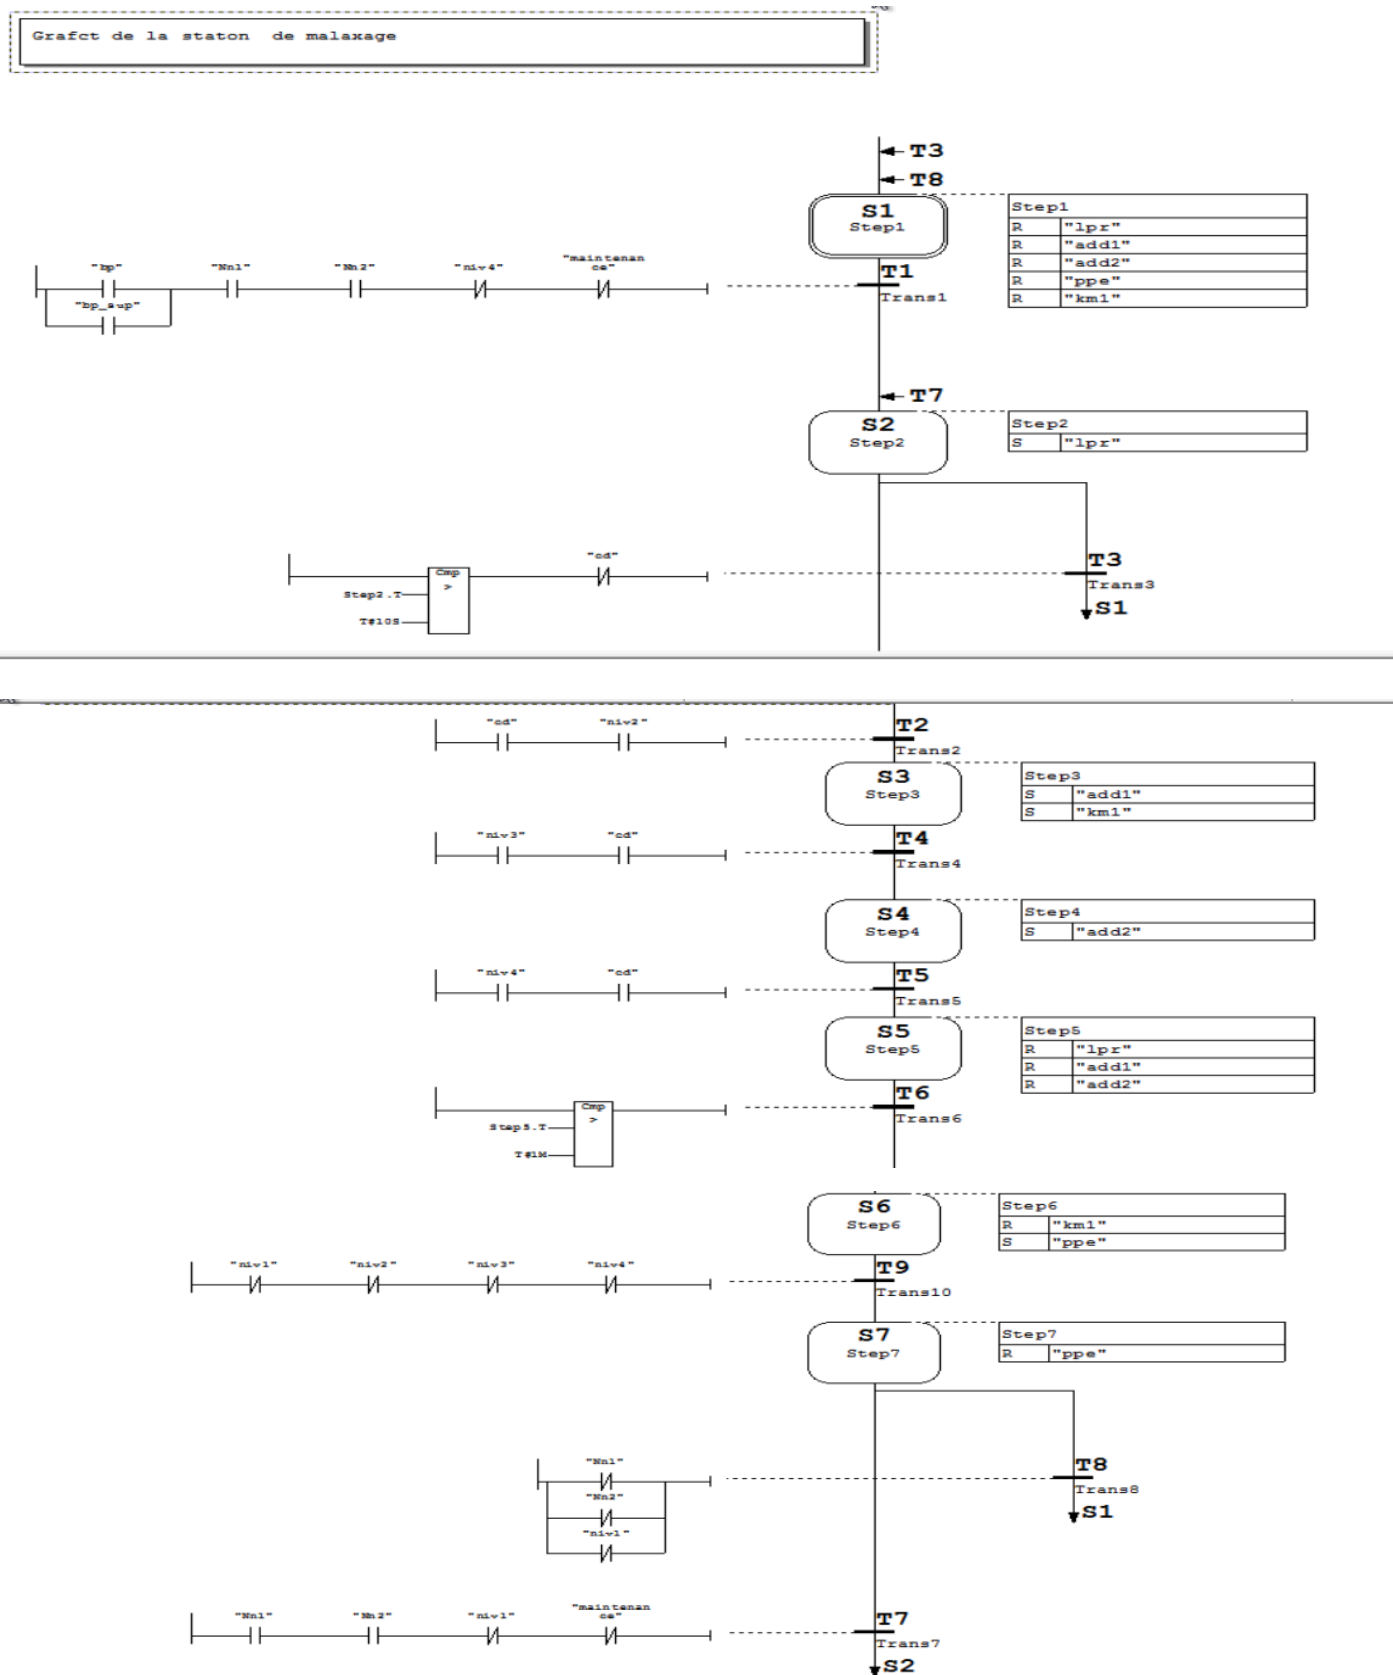 Grafct de la staton de malaxage
T3
T8
S1
Step1
Step1
R "lpr"
R "add1"
R "add2"
R "ppe"
R "km1"
"bp" "Nn1" "Nn2" "niv4" "maintenan
ce"
"bp_sup"
T1
Trans1
T7
S2
Step2
Step2
S "lpr"
"cd"
Cmp
>
Step2.T
T#10S
T3
Trans3
S1
"cd" "niv2"
T2
Trans2
S3
Step3
Step3
S "add1"
S "km1"
"niv3" "cd"
T4
Trans4
S4
Step4
Step4
S "add2"
"niv4" "cd"
T5
Trans5
S5
Step5
Step5
R "lpr"
R "add1"
R "add2"
T6
Trans6
Cmp
>
Step5.T
T#1M
S6
Step6
Step6
R "km1"
S "ppe"
"niv1" "niv2" "niv3" "niv4"
T9
Trans10
S7
Step7
Step7
R "ppe"
"Nn1"
"Nn2"
"niv1"
T8
Trans8
S1
"Nn1" "Nn2" "niv1" "maintenan
ce"
T7
Trans7
S2